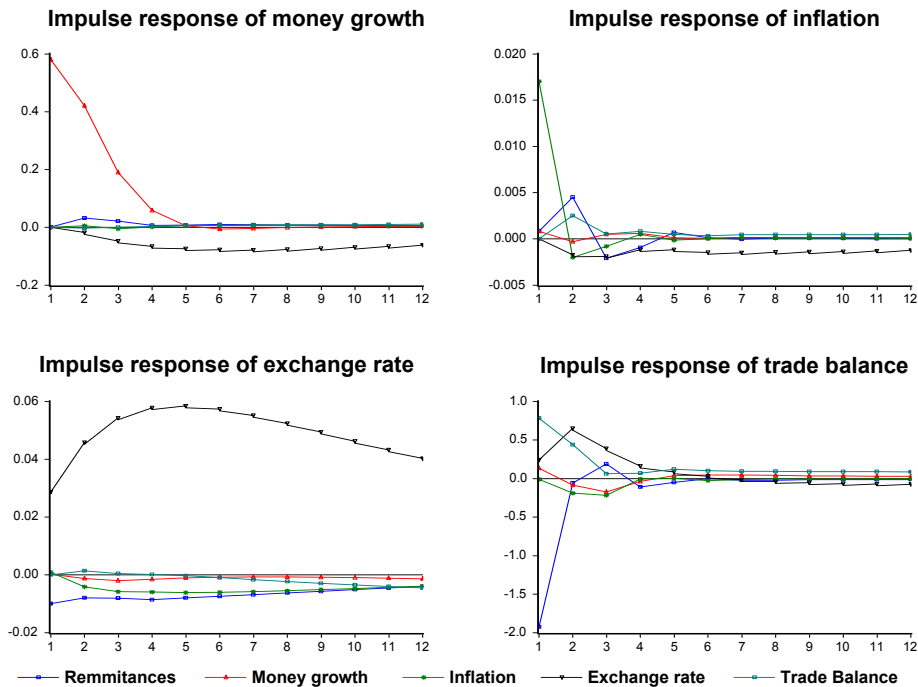 Impulse response of money growth
0.6
0.4
0.2
0.0
-0.2
1 2 3 4 5 6 7 8 9 10 11 12
Impulse response of inflation
0.020
0.015
0.010
0.005
0.000
-0.005
1 2 3 4 5 6 7 8 9 10 11 12
Impulse response of exchange rate
0.06
0.04
0.02
0.00
-0.02
1 2 3 4 5 6 7 8 9 10 11 12
Impulse response of trade balance
1.0
0.5
0.0
-0.5
-1.0
-1.5
-2.0
1 2 3 4 5 6 7 8 9 10 11 12
Remmitances Money growth Inflation Exchange rate Trade Balance